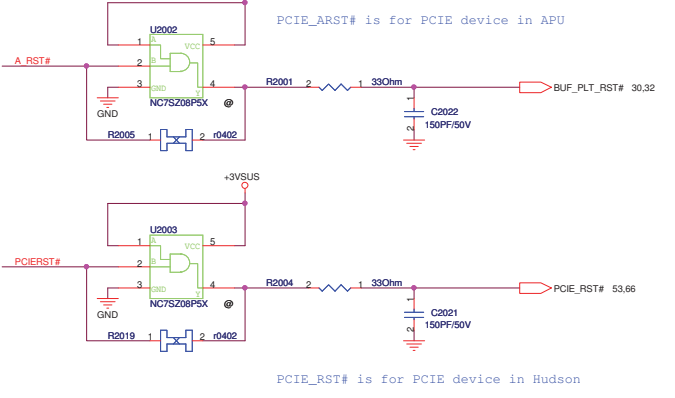 U2002
PCIE_ARST# is for PCIE device in APU
1 A VCC 5
A_RST# 2 B
3 GND Y 4 R2001 2 1 33Ohm BUF_PLT_RST# 30,32
GND NC7SZ08P5X @ 1 C2022
150PF/50V
2
R2005 1 2 r0402
+3VSUS
U2003
1 A VCC 5
PCIERST# 2 B
3 GND Y 4 R2004 2 1 33Ohm PCIE_RST# 53,66
GND NC7SZ08P5X @ 1 C2021
150PF/50V
2
R2019 1 2 r0402
PCIE_RST# is for PCIE device in Hudson